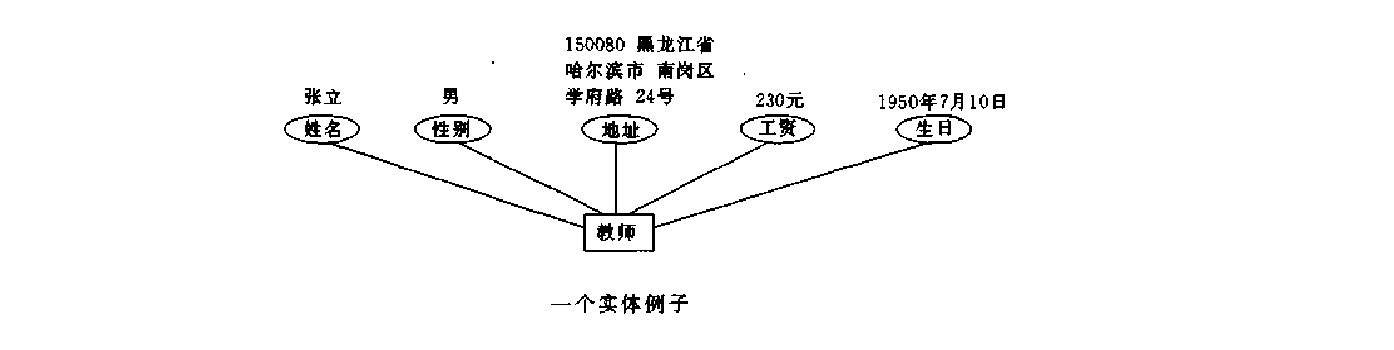 150080 黑龙江省
哈尔滨市 南岗区
学府路 24号
张立
男
230元
1950年7月10日
姓名
性别
地址
工资
生日
教师
一个实体例子